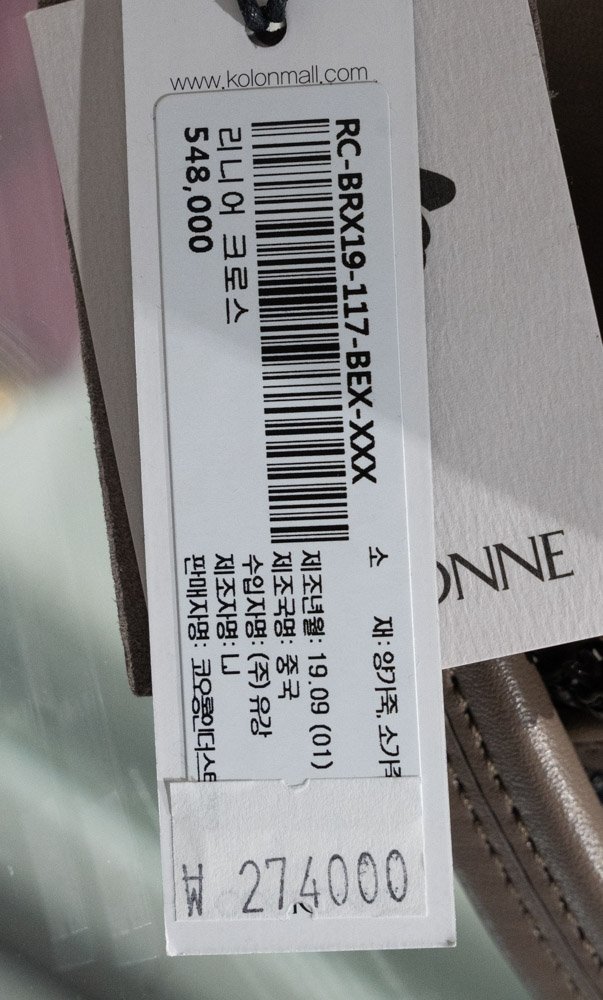 www.kolonmall.com
RC-BRX19-117-BEX-XXX
리니어 크로스
548,000
소 재:양가죽, 소가죽
제조년월: 19.09 (01)
제조국명: 중국
수입자명: (주) 유강
제조자명: 니
판매자명: 코오롱인더스트
₩ 274000
ONNE